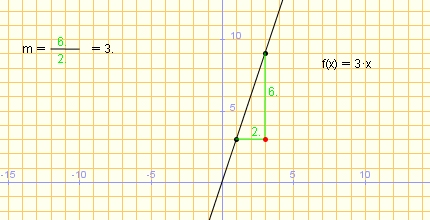 10
m = 6/2 = 3.
f(x) = 3·x
6.
5
2.
-15 -10 -5 5 10